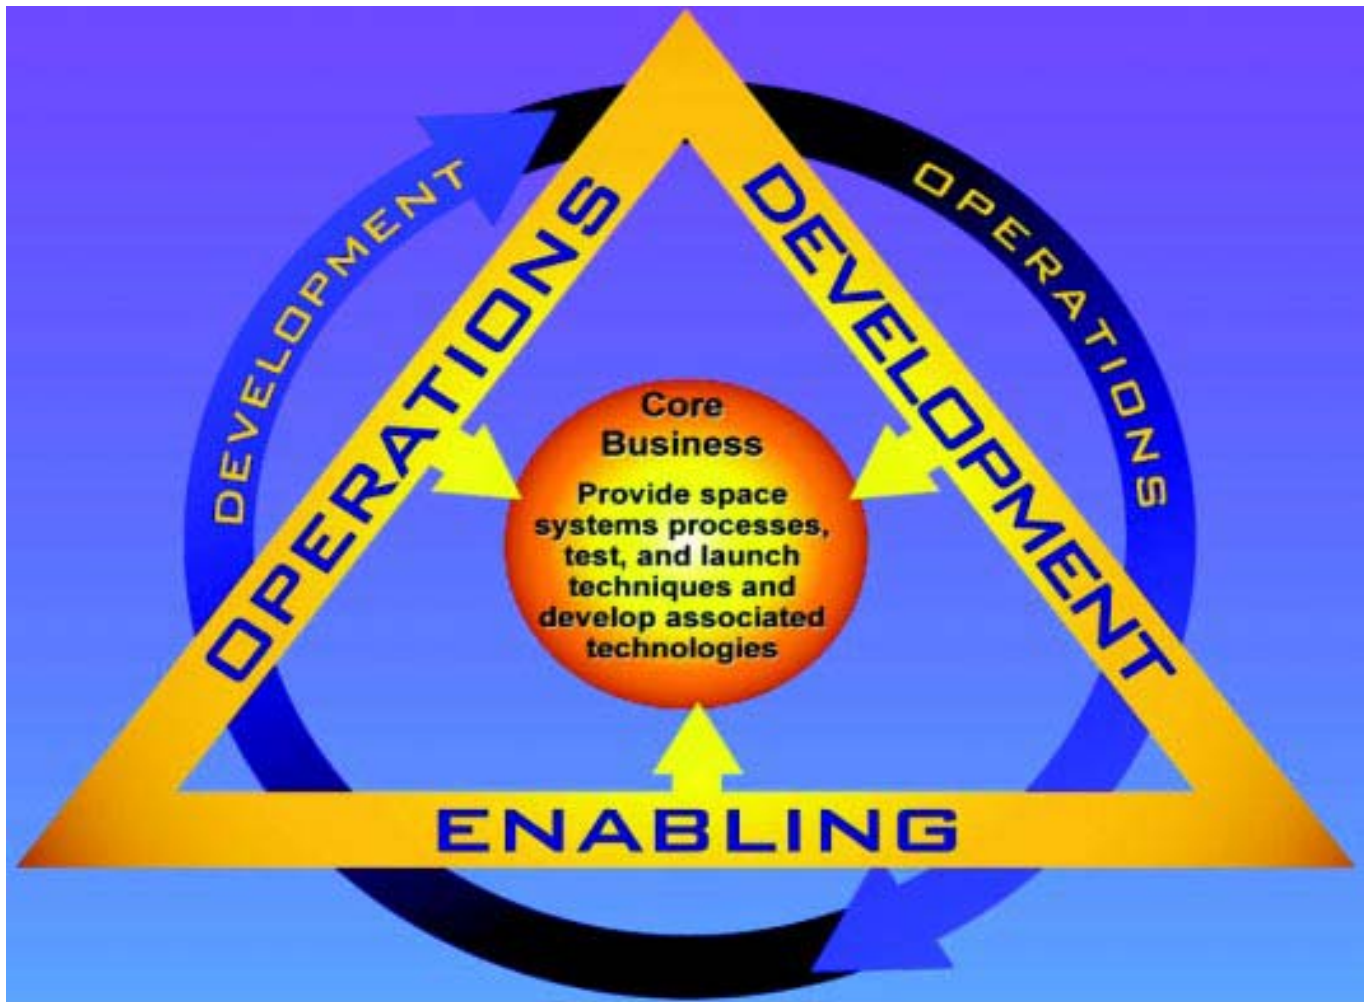 DEVELOPMENT
OPERATIONS
OPERATIONS
DEVELOPMENT
Core
Business
Provide space
systems processes,
test, and launch
techniques and
develop associated
technologies
ENABLING